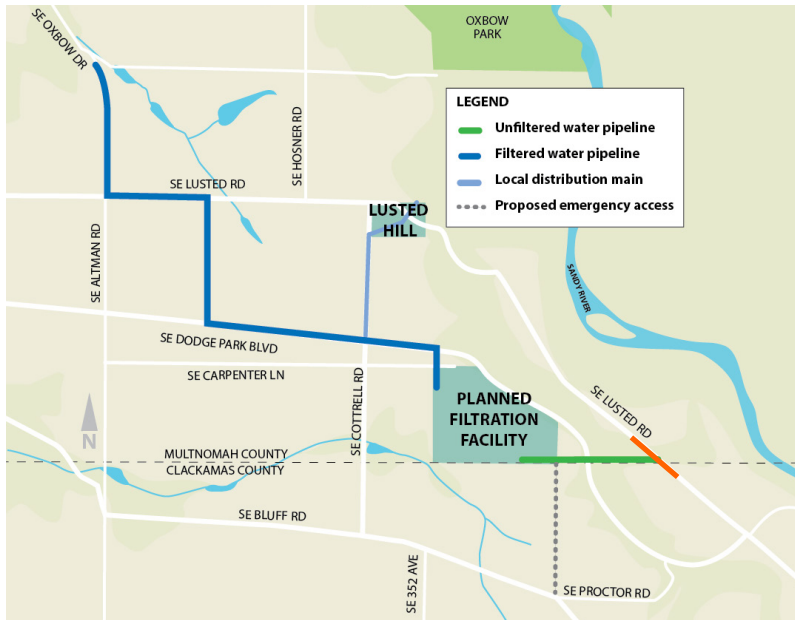 OXBOW
PARK
SE OXBOW DR
LEGEND
Unfiltered water pipeline
Filtered water pipeline
Local distribution main
Proposed emergency access
SE HOSNER RD
SE LUSTED RD
LUSTED
HILL
SE ALTMAN RD
SANDY RIVER
SE DODGE PARK BLVD
SE CARPENTER LN
SE COTTRELL RD
PLANNED
FILTRATION
FACILITY
SE LUSTED RD
N
MULTNOMAH COUNTY
CLACKAMAS COUNTY
SE BLUFF RD
SE 352 AVE
SE PROCTOR RD